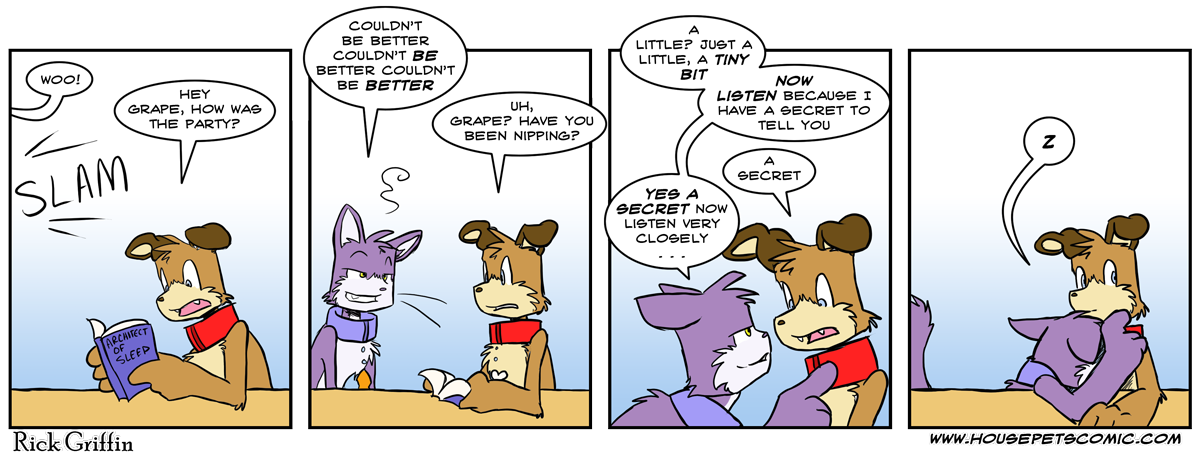 WOO!
HEY
GRAPE, HOW WAS
THE PARTY?
SLAM
ARCHITECT
OF
SLEEP
COULDN'T
BE BETTER
COULDN'T BE
BETTER COULDN'T
BE BETTER
UH,
GRAPE? HAVE YOU
BEEN NIPPING?
A
LITTLE? JUST A
LITTLE, A TINY
BIT
NOW
LISTEN BECAUSE I
HAVE A SECRET TO
TELL YOU
A
SECRET
YES A
SECRET NOW
LISTEN VERY
CLOSELY
. . . .
Z
Rick Griffin
WWW.HOUSEPETSCOMIC.COM